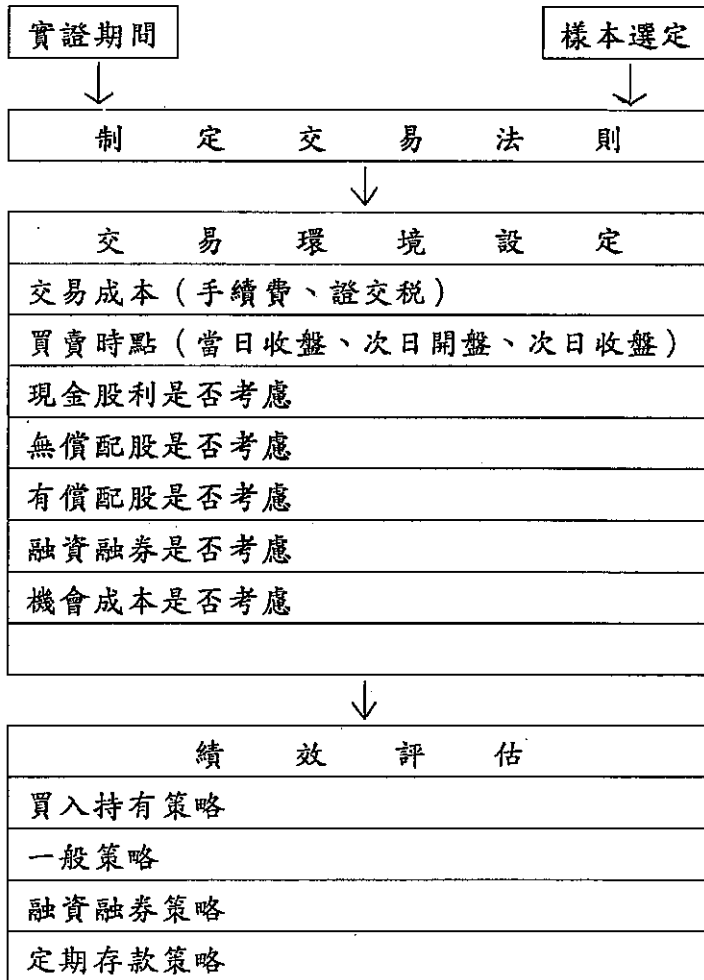 實證期間
樣本選定
制定交易法則
交易環境設定
交易成本（手續費、證交稅）
買賣時點（當日收盤、次日開盤、次日收盤）
現金股利是否考慮
無償配股是否考慮
有償配股是否考慮
融資融券是否考慮
機會成本是否考慮
績效評估
買入持有策略
一般策略
融資融券策略
定期存款策略